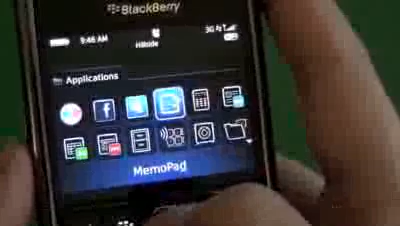 BlackBerry
9:46 AM
3G
Hillside
Applications
MemoPad